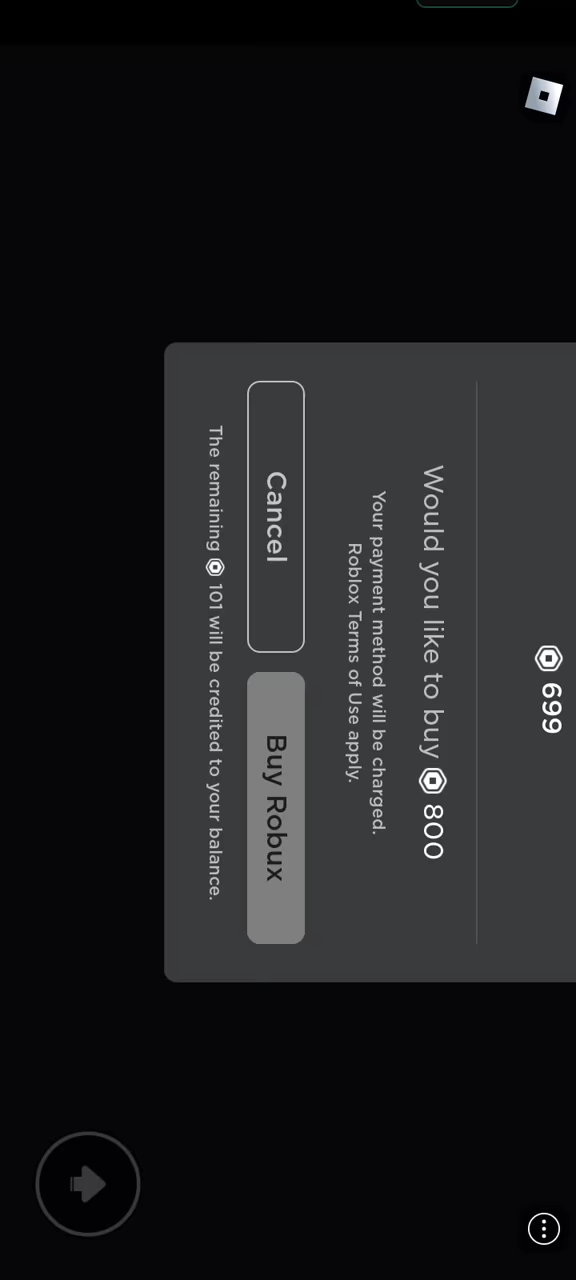 699
Would you like to buy 800
Your payment method will be charged.
Roblox Terms of Use apply.
Cancel
Buy Robux
The remaining 101 will be credited to your balance.